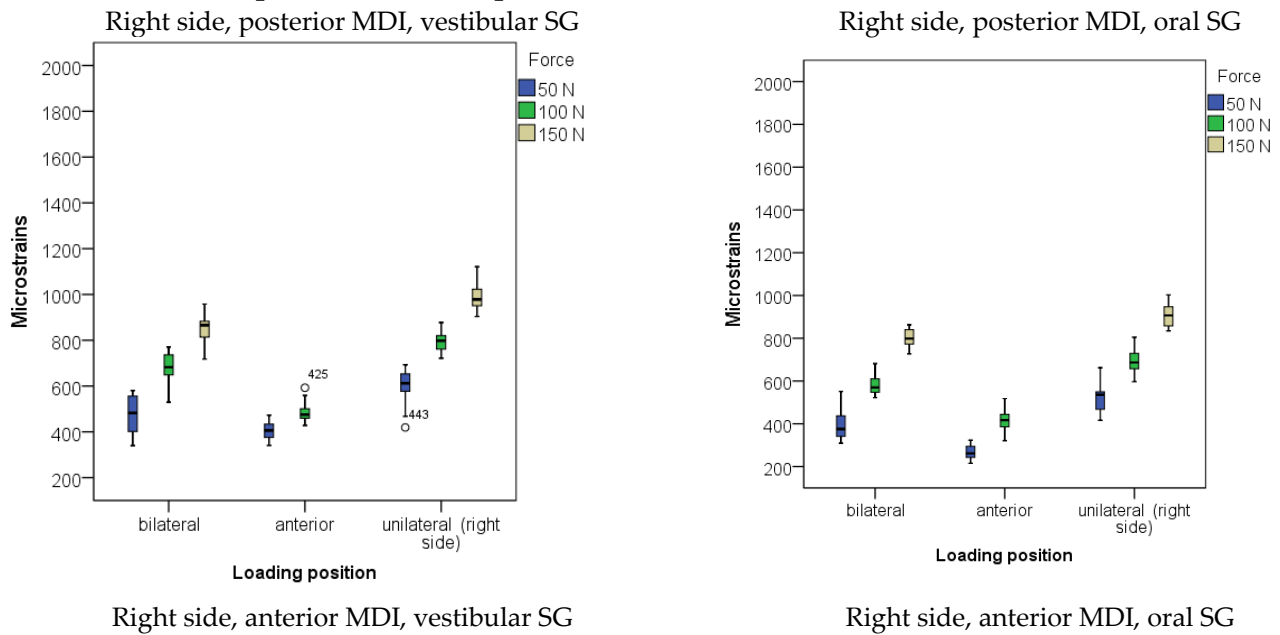 Right side, posterior MDI, vestibular SG
Force
50 N
100 N
150 N
2000
1800
1600
1400
1200
1000
800
600
400
200
Microstrains
425
443
bilateral
anterior
unilateral (right
side)
Loading position
Right side, posterior MDI, oral SG
Force
50 N
100 N
150 N
2000
1800
1600
1400
1200
1000
800
600
400
200
Microstrains
bilateral
anterior
unilateral (right
side)
Loading position
Right side, anterior MDI, vestibular SG
Right side, anterior MDI, oral SG